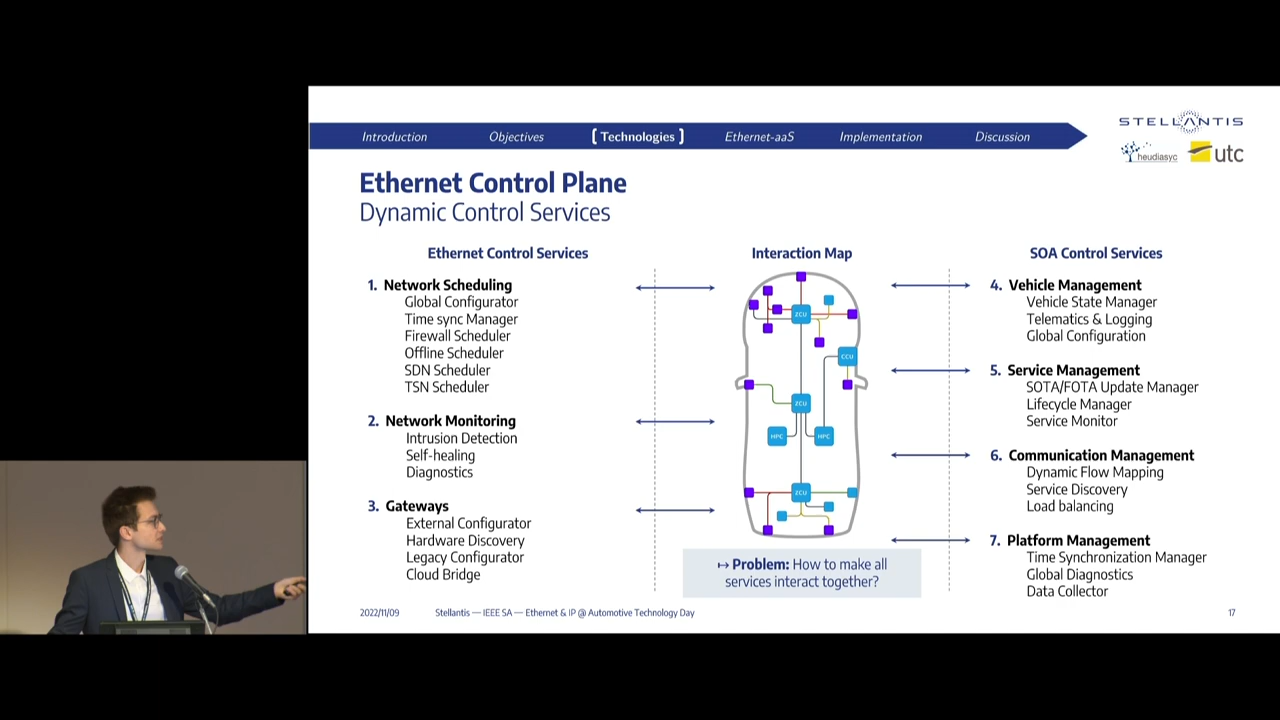 Introduction Objectives [ Technologies ] Ethernet-aaS Implementation Discussion
STELLANTIS
heudiasyc utc
Ethernet Control Plane
Dynamic Control Services
Ethernet Control Services
1. Network Scheduling
Global Configurator
Time sync Manager
Firewall Scheduler
Offline Scheduler
SDN Scheduler
TSN Scheduler
2. Network Monitoring
Intrusion Detection
Self-healing
Diagnostics
3. Gateways
External Configurator
Hardware Discovery
Legacy Configurator
Cloud Bridge
Interaction Map
ZCU
CCU
ZCU
HPC HPC
ZCU
↦ Problem: How to make all
services interact together?
SOA Control Services
4. Vehicle Management
Vehicle State Manager
Telematics & Logging
Global Configuration
5. Service Management
SOTA/FOTA Update Manager
Lifecycle Manager
Service Monitor
6. Communication Management
Dynamic Flow Mapping
Service Discovery
Load balancing
7. Platform Management
Time Synchronization Manager
Global Diagnostics
Data Collector
2022/11/09 Stellantis — IEEE SA — Ethernet & IP @ Automotive Technology Day 17